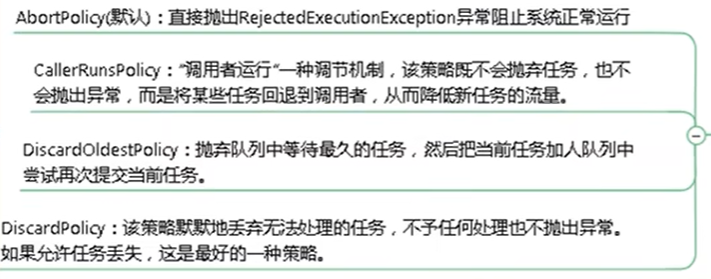 AbortPolicy(默认)：直接抛出RejectedExecutionException异常阻止系统正常运行
CallerRunsPolicy："调用者运行"一种调节机制，该策略既不会抛弃任务，也不
会抛出异常，而是将某些任务回退到调用者，从而降低新任务的流量。
DiscardOldestPolicy：抛弃队列中等待最久的任务，然后把当前任务加人队列中
尝试再次提交当前任务。
DiscardPolicy：该策略默默地丢弃无法处理的任务，不予任何处理也不抛出异常。
如果允许任务丢失，这是最好的一种策略。